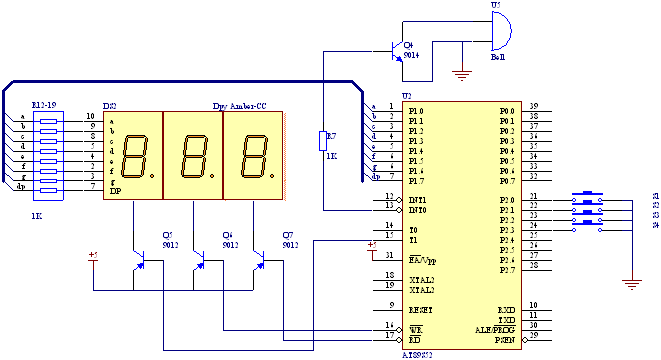 U5
Q4
9014
Bell
R12-19
DS2
Dpy Amber-CC
U2
a 10 a
b 9 b
c 8 c
d 5 d
e 4 e
f 2 f
g 3 g
dp 7 DP
1K
R7
1K
a 1 P1.0 P0.0 39
b 2 P1.1 P0.1 38
c 3 P1.2 P0.2 37
d 4 P1.3 P0.3 36
e 5 P1.4 P0.4 35
f 6 P1.5 P0.5 34
g 7 P1.6 P0.6 33
dp P1.7 P0.7 32
12 INT1 P2.0 21
13 INT0 P2.1 22
P2.2 23
14 T0 P2.3 24
15 T1 P2.4 25
P2.5 26
31 EA/Vpp P2.6 27
P2.7 28
18 XTAL2
19 XTAL2
9 RESET RXD 10
TXD 11
16 WR ALE/PROG 30
17 RD PSEN 29
AT89S52
Q5
9012
Q6
9012
Q7
9012
+5
+5